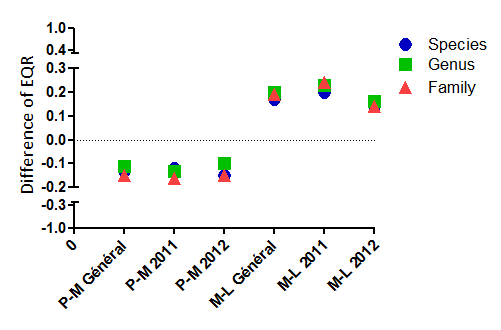 1.0
0.4
0.3
0.2
0.1
0.0
-0.1
-0.2
-0.3
-1.0
Difference of EQR
0
P-M Général
P-M 2011
P-M 2012
M-L Général
M-L 2011
M-L 2012
Species
Genus
Family